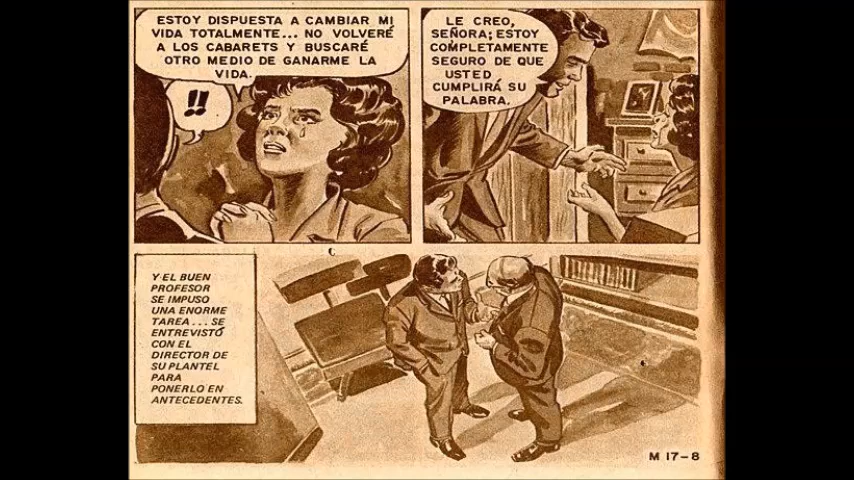 ESTOY DISPUESTA A CAMBIAR MI
VIDA TOTALMENTE... NO VOLVERÉ
A LOS CABARETS Y BUSCARÉ
OTRO MEDIO DE GANARME LA
VIDA.
!!
LE CREO,
SEÑORA; ESTOY
COMPLETAMENTE
SEGURO DE QUE
USTED
CUMPLIRÁ SU
PALABRA.
Y EL BUEN
PROFESOR
SE IMPUSO
UNA ENORME
TAREA... SE
ENTREVISTÓ
CON EL
DIRECTOR DE
SU PLANTEL
PARA
PONERLO EN
ANTECEDENTES.
M 17-8